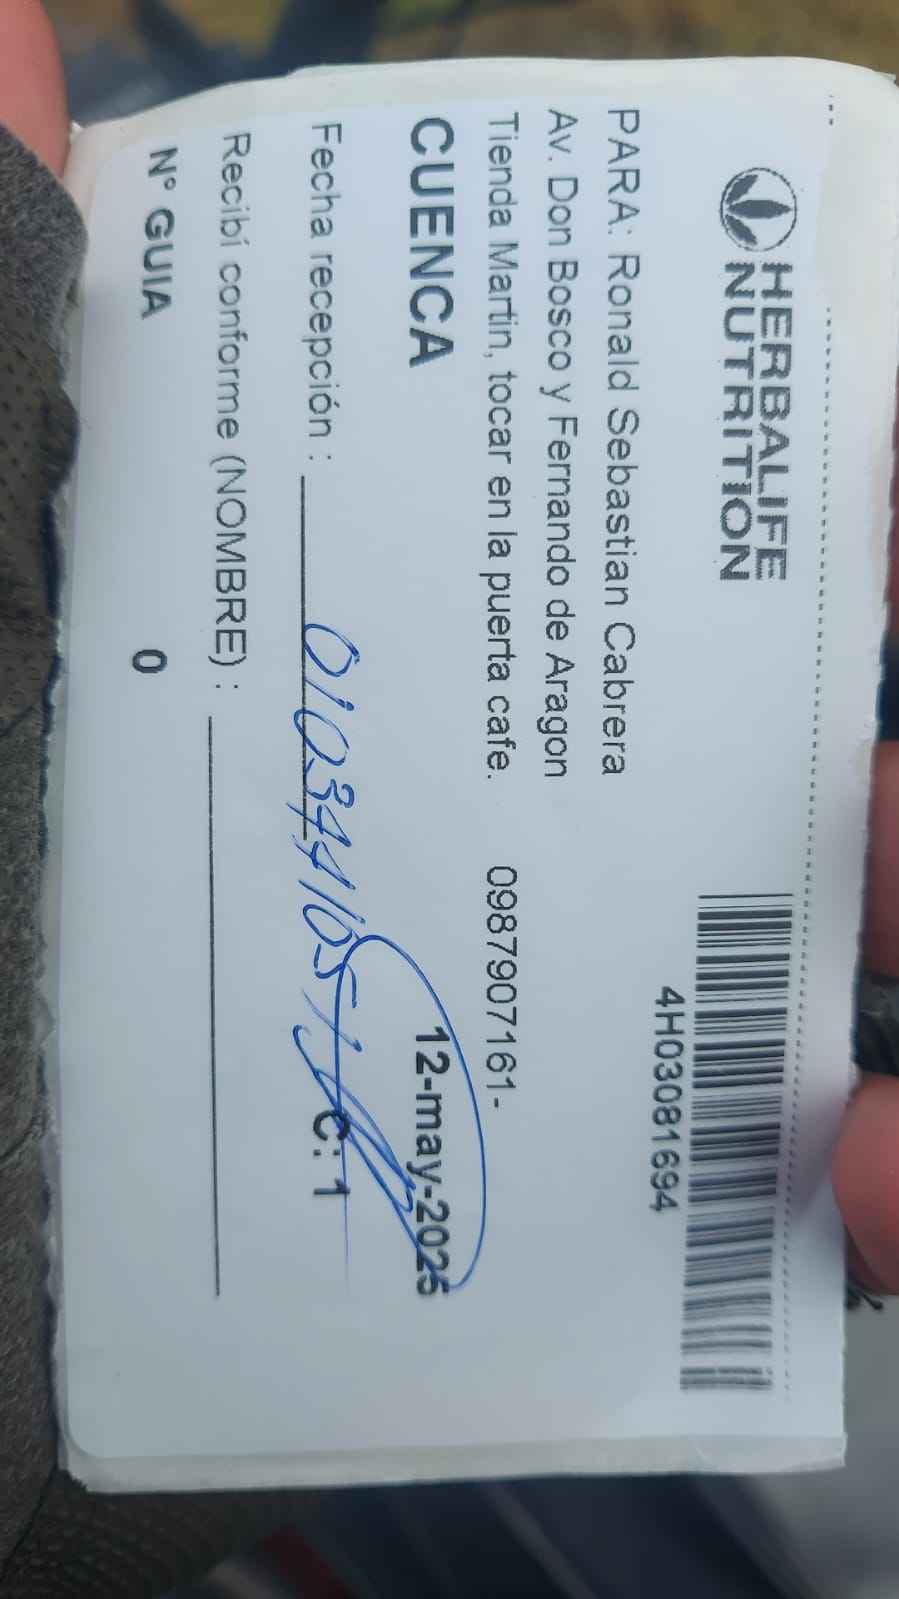 HERBALIFE
NUTRITION
4H03081694
PARA: Ronald Sebastian Cabrera
Av. Don Bosco y Fernando de Aragon
Tienda Martin, tocar en la puerta cafe. 0987907161-
CUENCA 12-may-2025
Fecha recepción : C: 1
Recibí conforme (NOMBRE) :
N° GUIA 0